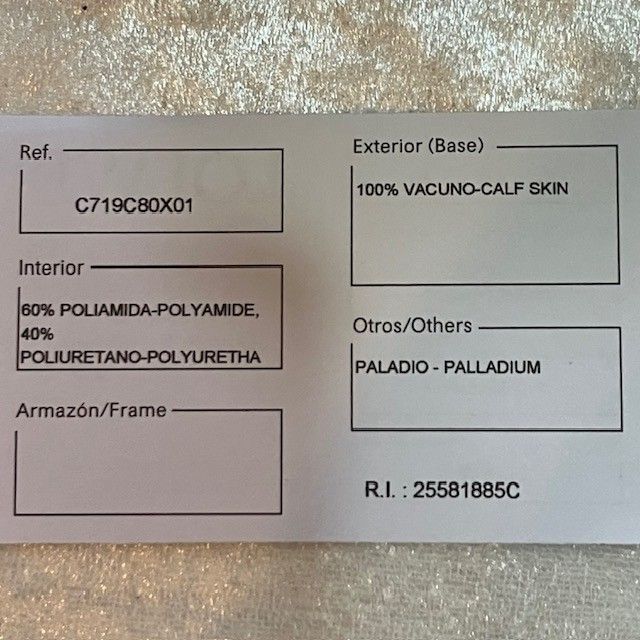 Ref.
C719C80X01
Interior
60% POLIAMIDA-POLYAMIDE,
40%
POLIURETANO-POLYURETHA
Armazón/Frame
Exterior (Base)
100% VACUNO-CALF SKIN
Otros/Others
PALADIO - PALLADIUM
R.I. : 25581885C